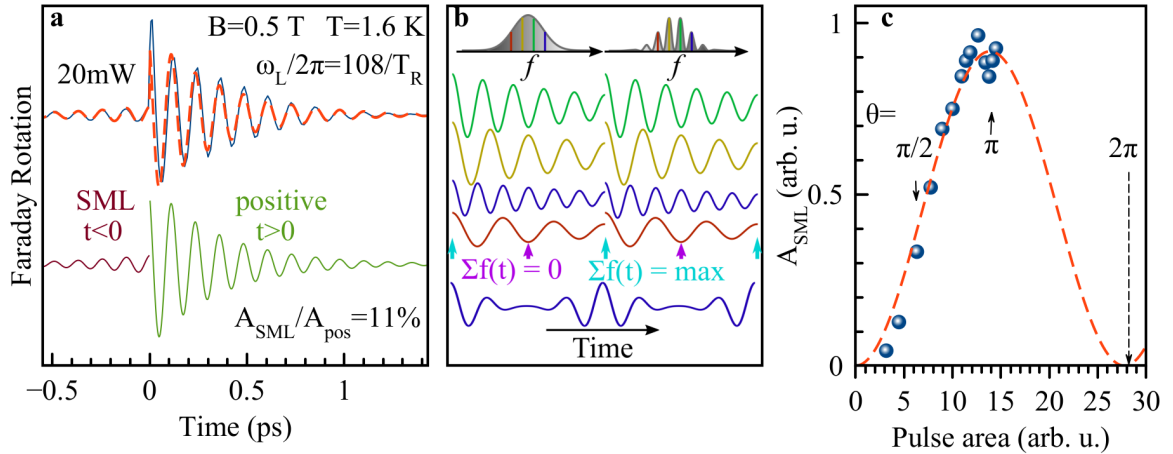 a
B=0.5 T T=1.6 K
20mW
ω_L/2π=108/T_R
SML
t<0
positive
t>0
A_SML/A_pos=11%
Faraday Rotation
−0.5 0 0.5 1
Time (ps)
b
f f
Σf(t) = 0 Σf(t) = max
Time
c
1
0.5
0
A_SML (arb. u.)
θ=
π/2
π
2π
0 5 10 15 20 25 30
Pulse area (arb. u.)